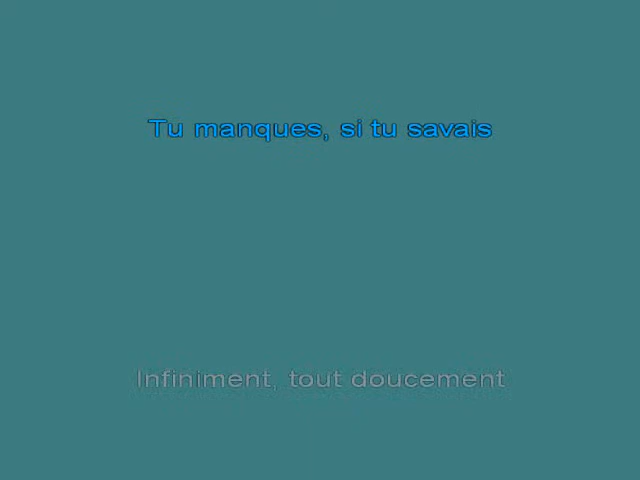 Tu manques, si tu savais
Infiniment, tout doucement